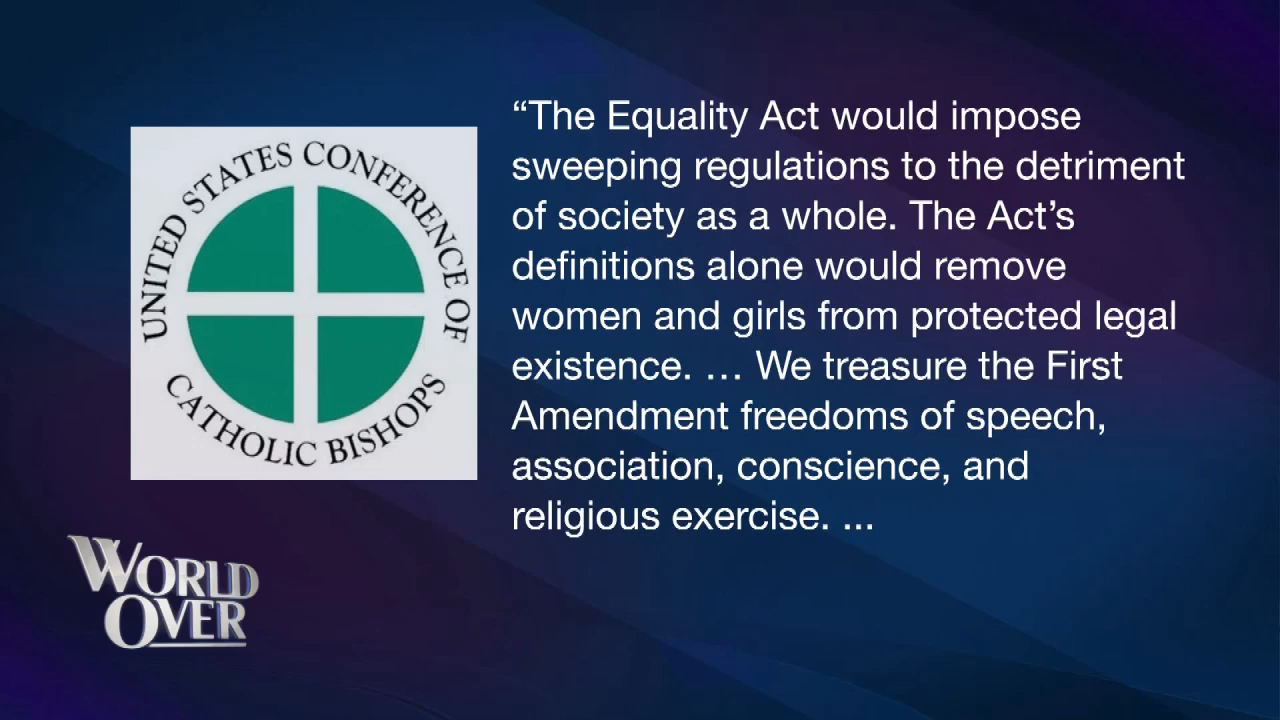 UNITED STATES CONFERENCE OF
CATHOLIC BISHOPS
“The Equality Act would impose
sweeping regulations to the detriment
of society as a whole. The Act’s
definitions alone would remove
women and girls from protected legal
existence. … We treasure the First
Amendment freedoms of speech,
association, conscience, and
religious exercise. ...
WORLD
OVER